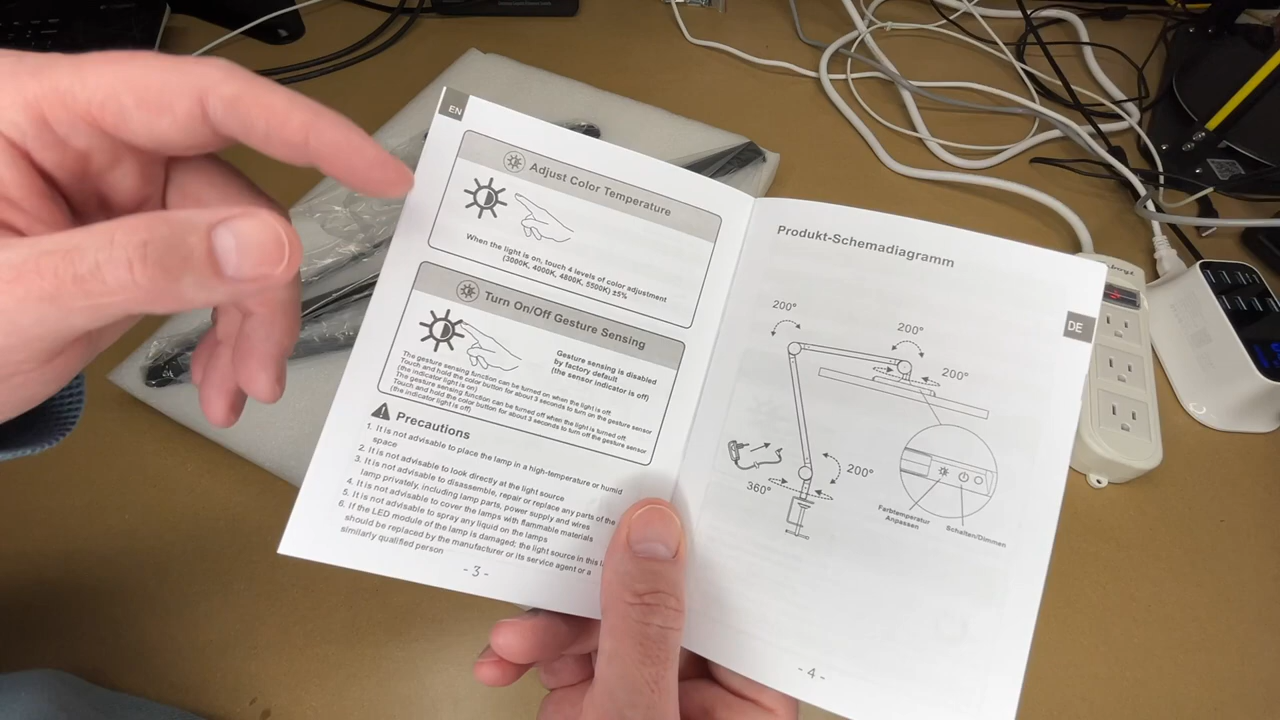 EN
Adjust Color Temperature
When the light is on, touch 4 levels of color adjustment
(3000K, 4000K, 4800K, 5500K) ±5%
Turn On/Off Gesture Sensing
Gesture sensing is disabled
by factory default
(the sensor indicator is off)
The gesture sensing function can be turned on when the light is off.
Touch and hold the color button for about 3 seconds to turn on the gesture sensor
(the indicator light is on)
The gesture sensing function can be turned off when the light is turned off.
Touch and hold the color button for about 3 seconds to turn off the gesture sensor
(the indicator light is off)
Precautions
1. It is not advisable to place the lamp in a high-temperature or humid
space
2. It is not advisable to look directly at the light source
3. It is not advisable to disassemble, repair or replace any parts of the
lamp privately, including lamp parts, power supply and wires
4. It is not advisable to cover the lamps with flammable materials
5. It is not advisable to spray any liquid on the lamps
6. If the LED module of the lamp is damaged; the light source in this
should be replaced by the manufacturer or its service agent or a
similarly qualified person
- 3 -
Produkt-Schemadiagramm
DE
200°
200°
200°
200°
360°
Farbtemperatur
Anpassen
Schalten/Dimmen
- 4 -